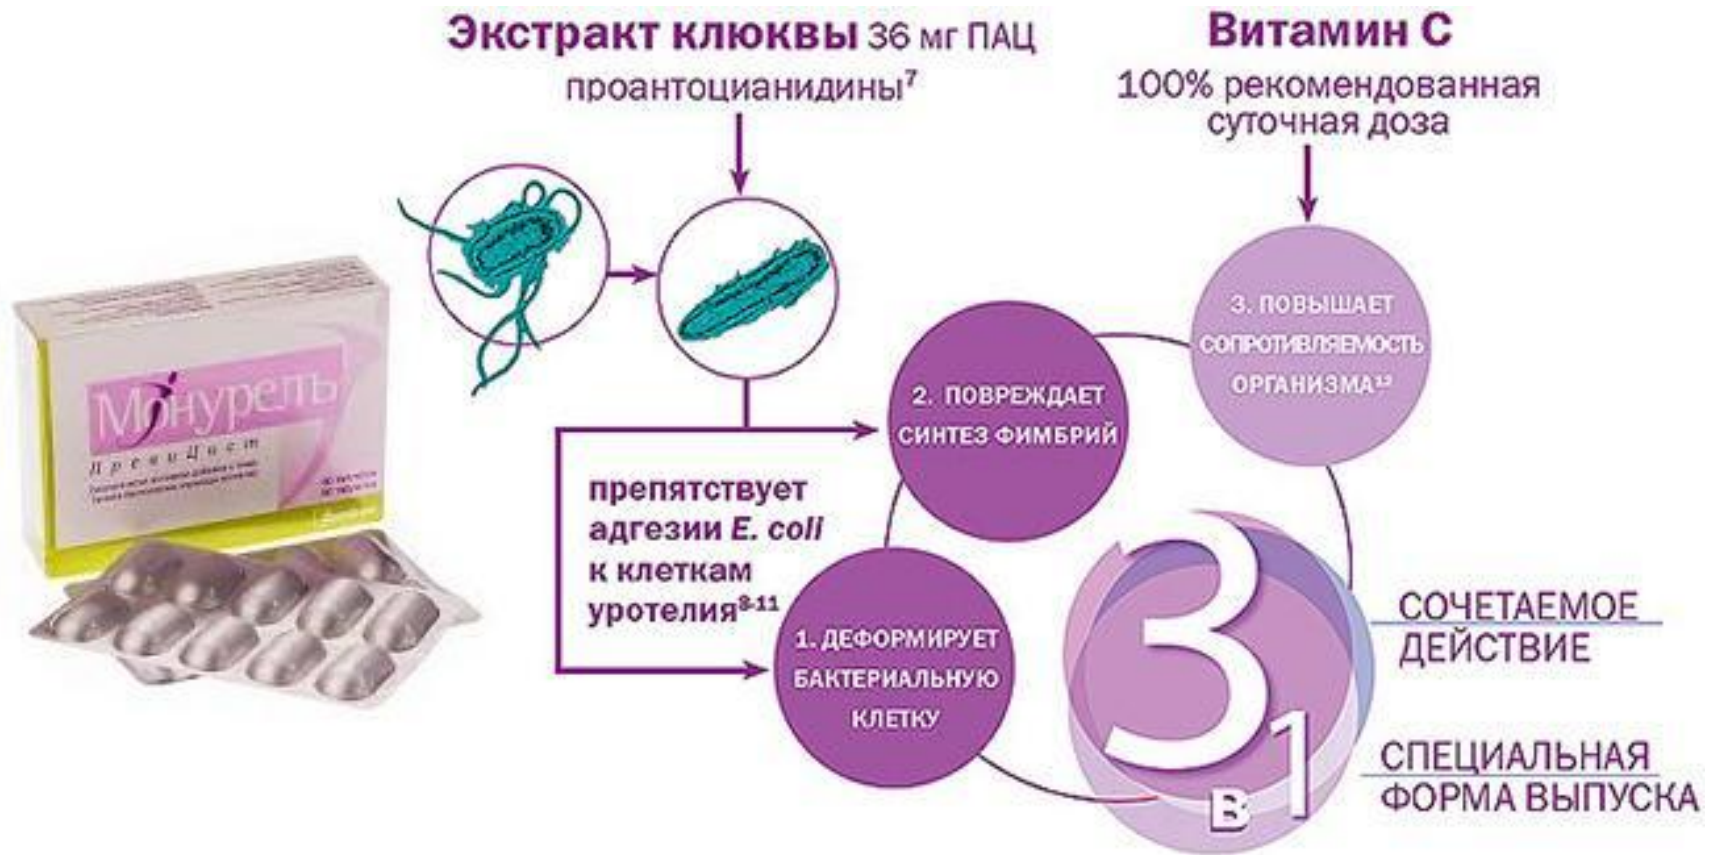 Экстракт клюквы 36 мг ПАЦ
проантоцианидины⁷
Витамин С
100% рекомендованная
суточная доза
Монурель
ПревиЦист
3. ПОВЫШАЕТ
СОПРОТИВЛЯЕМОСТЬ
ОРГАНИЗМА¹²
2. ПОВРЕЖДАЕТ
СИНТЕЗ ФИМБРИЙ
препятствует
адгезии E. coli
к клеткам
уротелия⁸⁻¹¹
1. ДЕФОРМИРУЕТ
БАКТЕРИАЛЬНУЮ
КЛЕТКУ
3 в 1
СОЧЕТАЕМОЕ
ДЕЙСТВИЕ
СПЕЦИАЛЬНАЯ
ФОРМА ВЫПУСКА